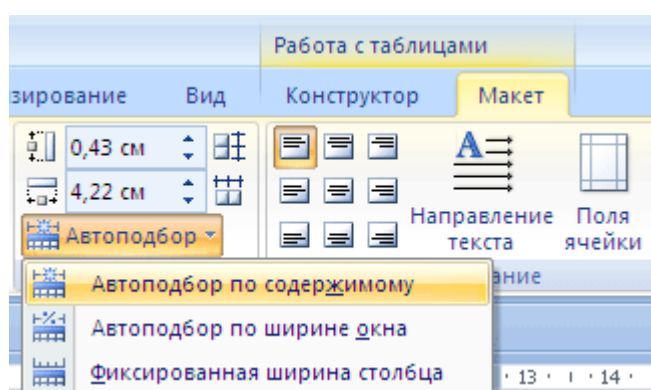 Работа с таблицами
зирование Вид Конструктор Макет
0,43 см
4,22 см
Автоподбор
Направление текста
Поля ячейки
ание
Автоподбор по содержимому
Автоподбор по ширине окна
Фиксированная ширина столбца
· 13 · ı · 14 ·